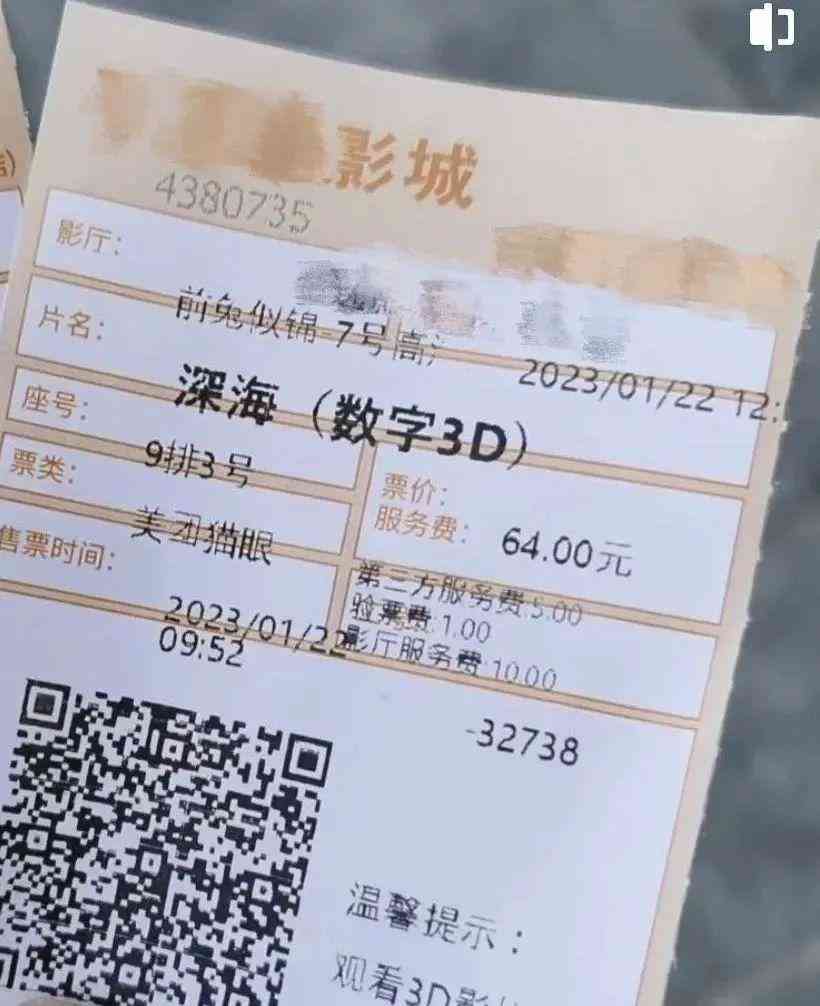 影城
4380735
影厅：
前兔似锦-7号高
片名：
2023/01/22 12:
深海（数字3D）
座号：
9排3号
票价：
票类：
服务费：
64.00元
美团猫眼
售票时间：
第三方服务费:5.00
验票费:1.00
2023/01/22
影厅服务费:10.00
09:52
-32738
温馨提示：
观看3D影